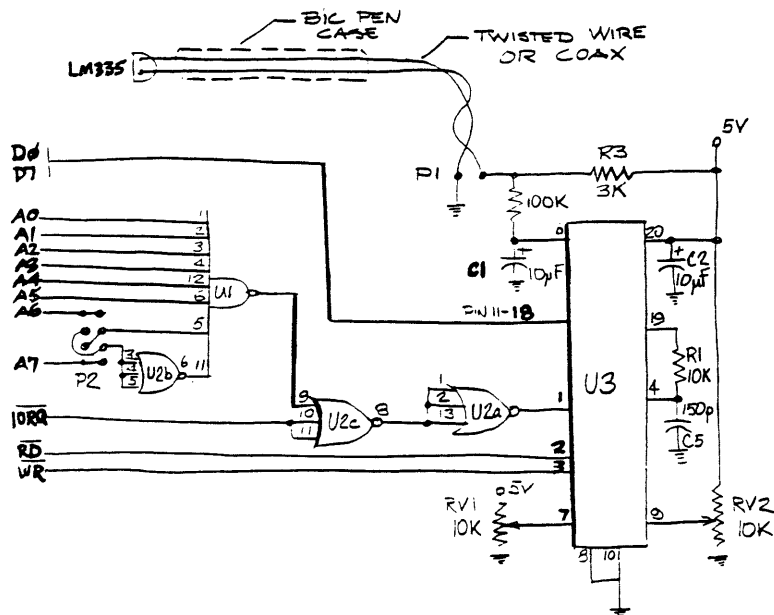 BIC PEN
CASE
LM335
TWISTED WIRE
OR COAX
5V
DØ
D7
P1
R3
3K
100K
A0
A1
A2
A3
A4
A5
A6
A7
1
2
3
4
12
6
5
11
U1
C1
+
10µF
6
20
+
C2
10µF
PIN 11-18
19
R1
10K
4
150p
C5
U3
P2
3
4
5
U2b
6
9
10
11
U2c
8
1
2
13
U2a
1
IORQ
RD
WR
2
3
5V
RV1
10K
7
9
RV2
10K
8
10